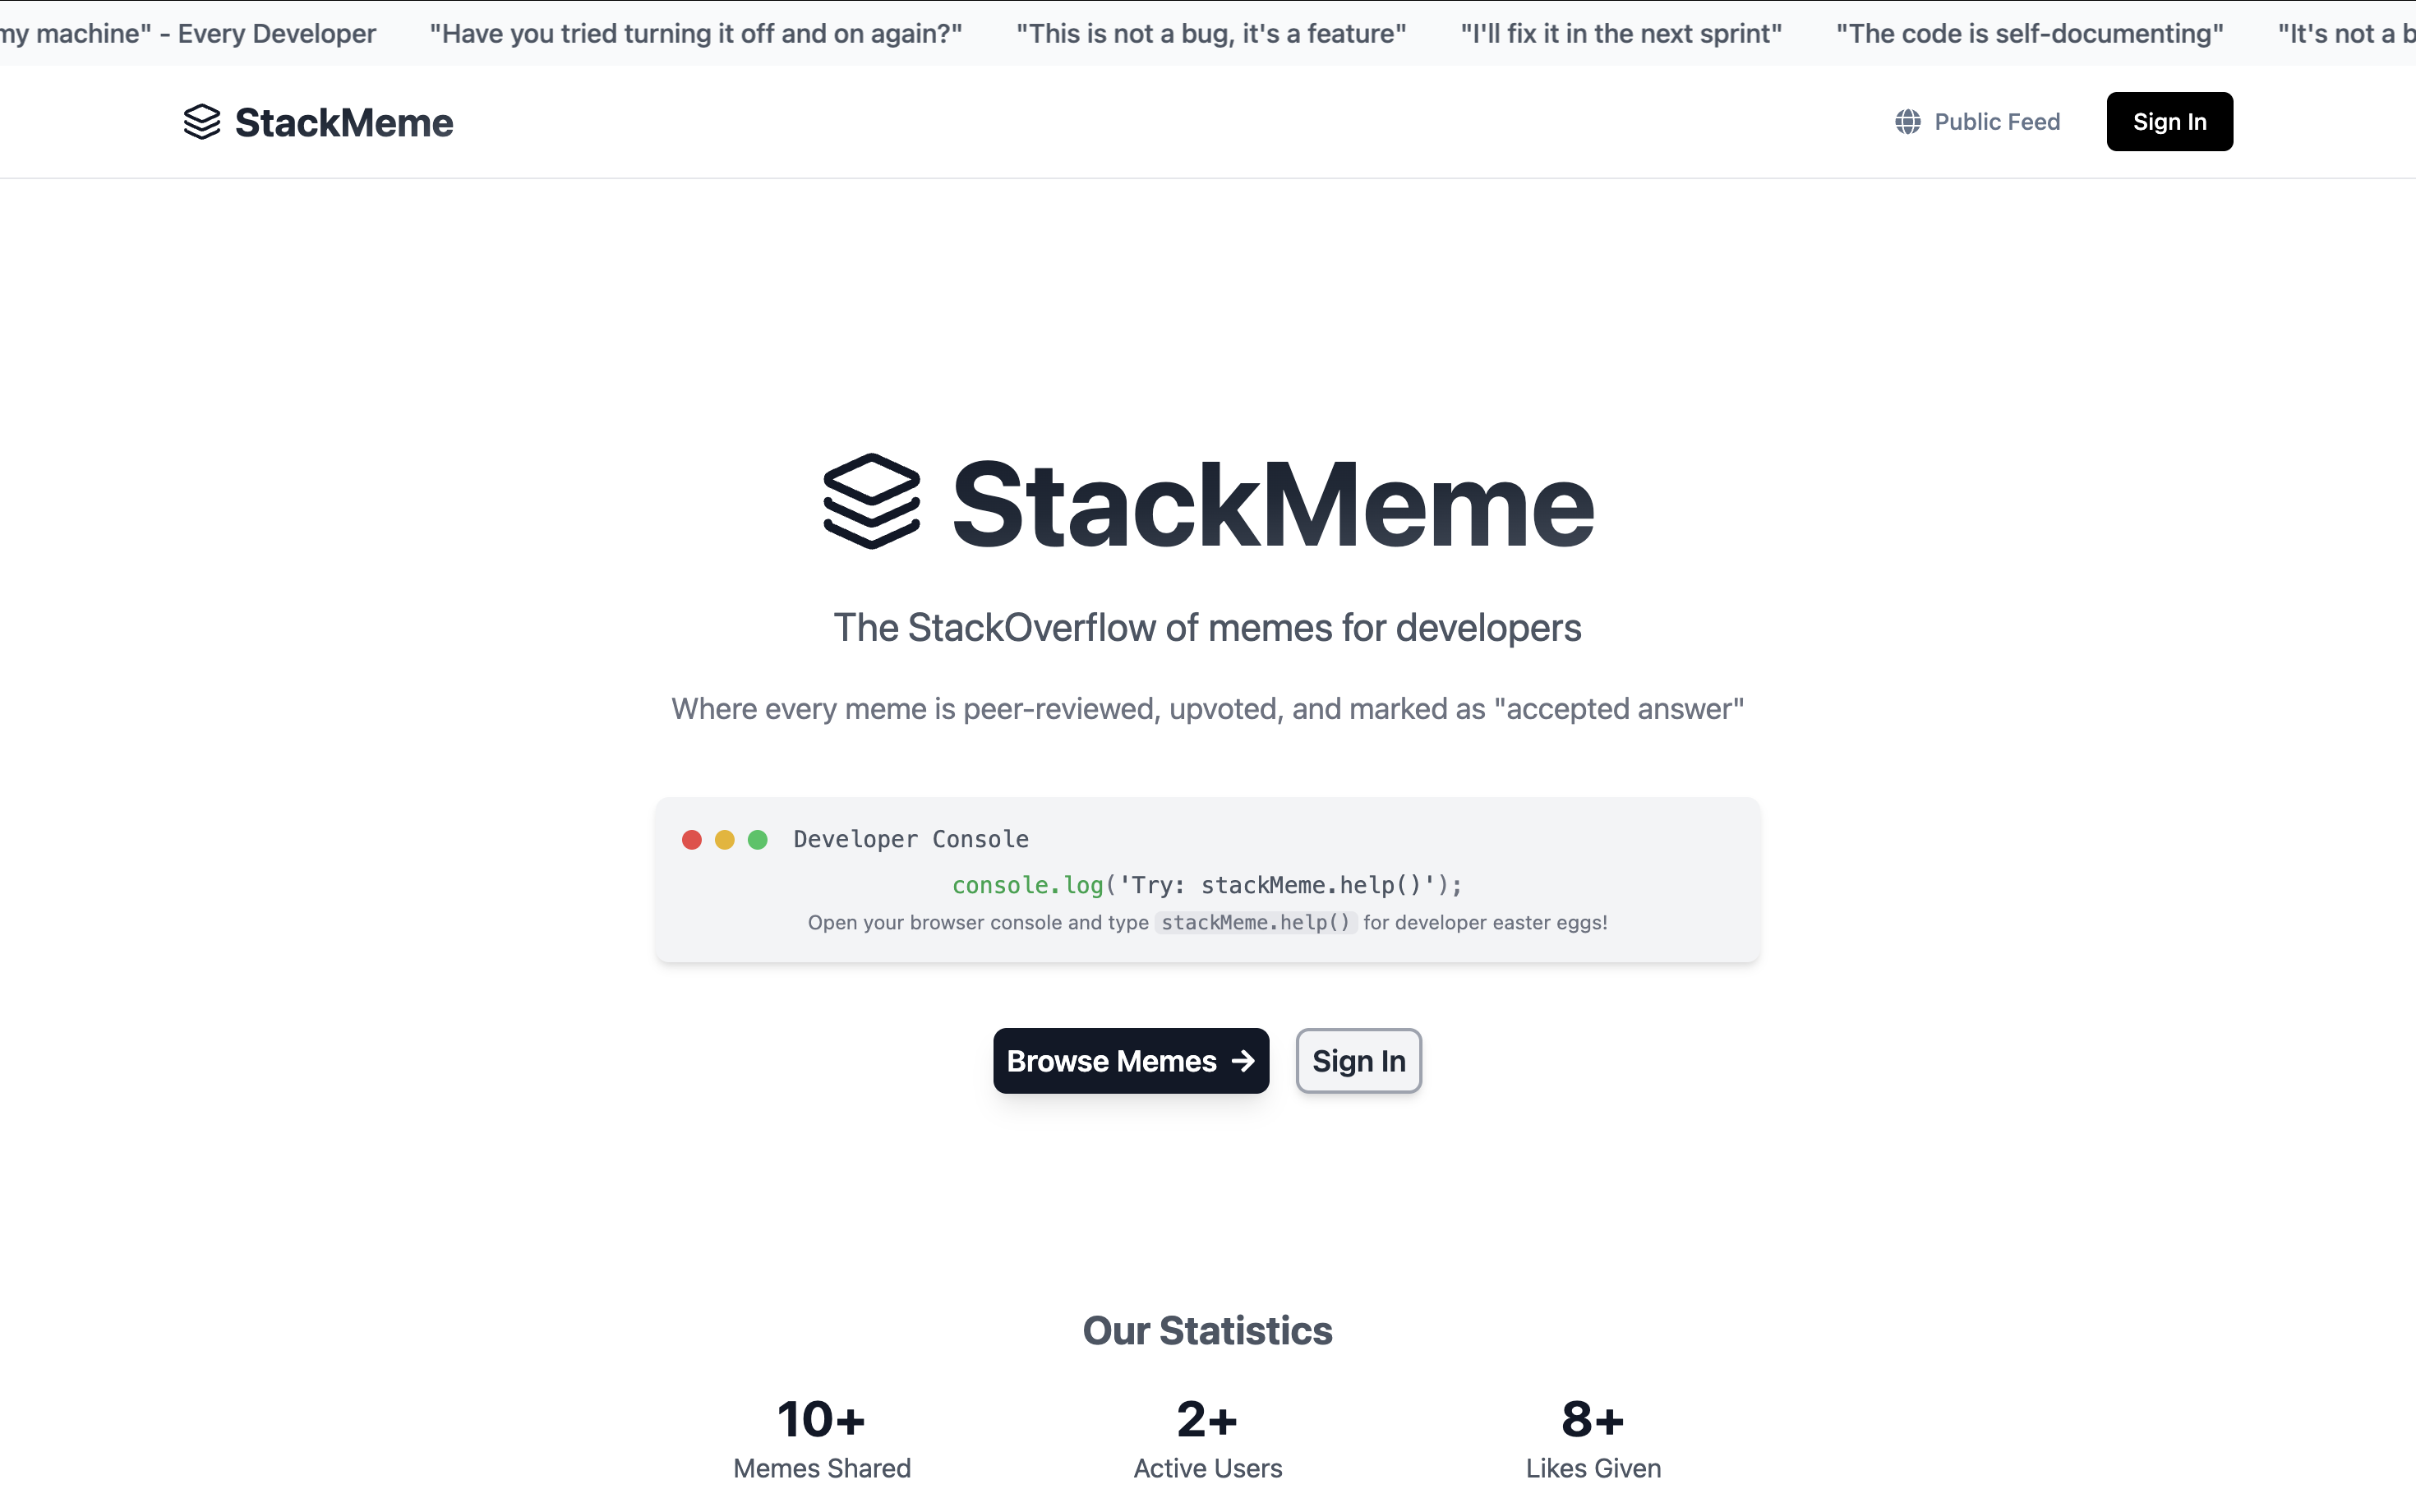 my machine" - Every Developer "Have you tried turning it off and on again?" "This is not a bug, it's a feature" "I'll fix it in the next sprint" "The code is self-documenting" "It's not a b
StackMeme Public Feed Sign In
StackMeme
The StackOverflow of memes for developers
Where every meme is peer-reviewed, upvoted, and marked as "accepted answer"
Developer Console
console.log('Try: stackMeme.help()');
Open your browser console and type stackMeme.help() for developer easter eggs!
Browse Memes → Sign In
Our Statistics
10+ 2+ 8+
Memes Shared Active Users Likes Given